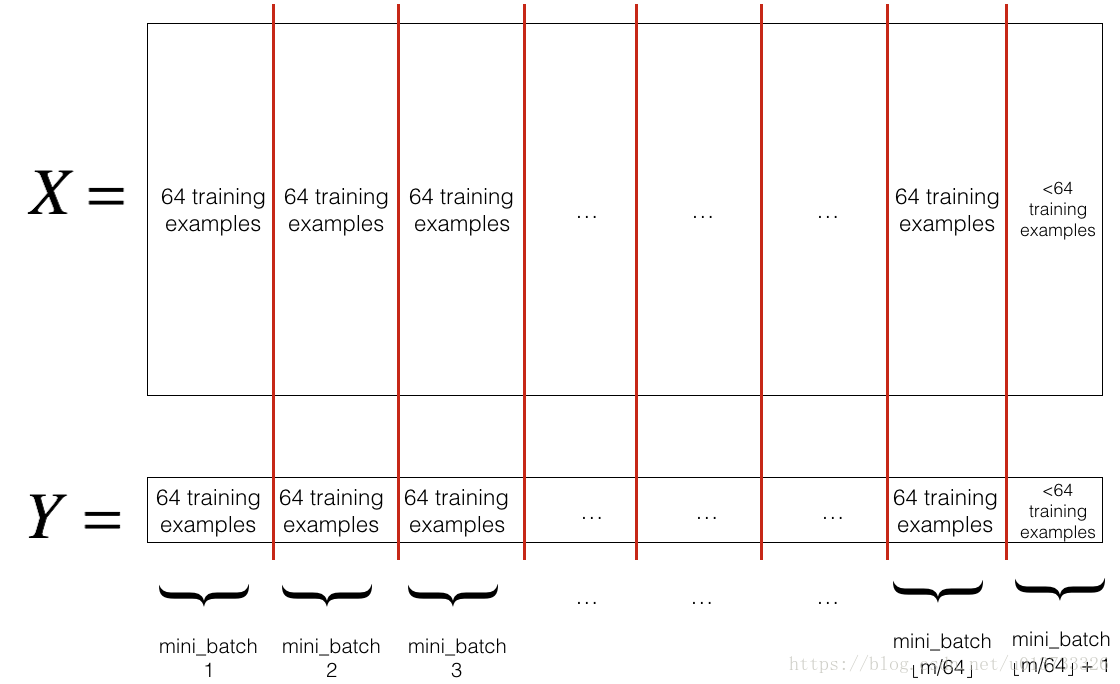 X =
64 training
examples
64 training
examples
64 training
examples
...
...
...
64 training
examples
<64
training
examples
Y =
64 training
examples
64 training
examples
64 training
examples
...
...
...
64 training
examples
<64
training
examples
mini_batch
1
mini_batch
2
mini_batch
3
...
...
...
mini_batch
⌊m/64⌋
mini_batch
⌊m/64⌋ + 1